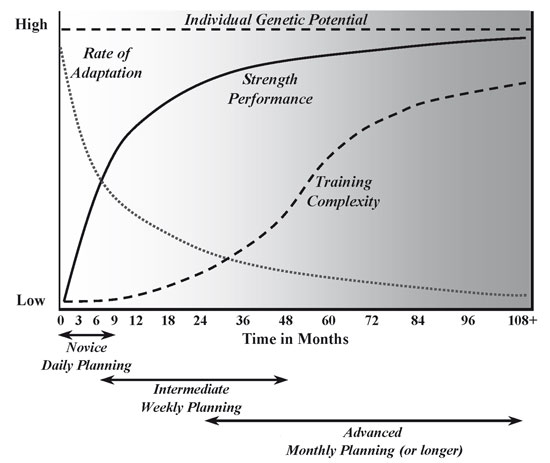 High
Individual Genetic Potential
Rate of
Adaptation
Strength
Performance
Training
Complexity
Low
0 3 6 9 12 18 24 36 48 60 72 84 96 108+
Time in Months
Novice
Daily Planning
Intermediate
Weekly Planning
Advanced
Monthly Planning (or longer)